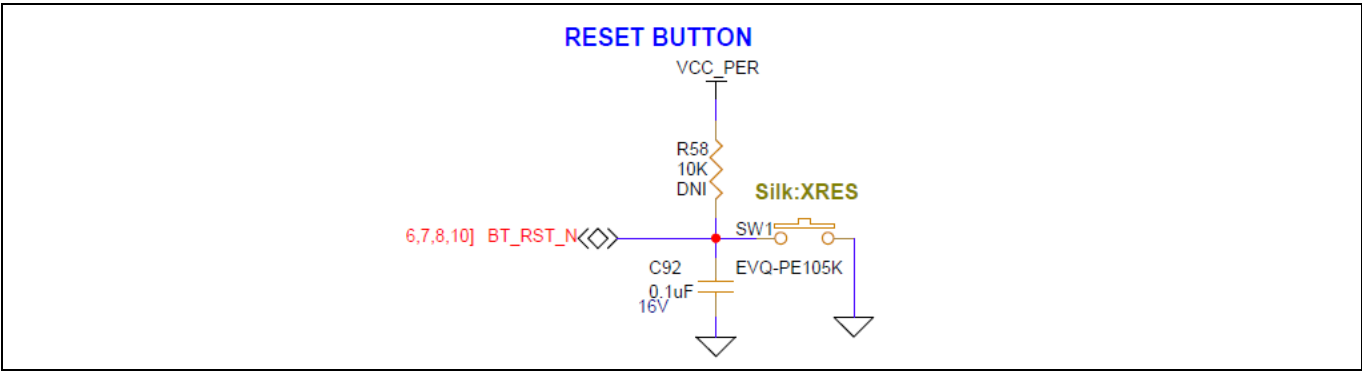 RESET BUTTON
VCC_PER
R58
10K
DNI
Silk:XRES
6,7,8,10] BT_RST_N
SW1
C92
EVQ-PE105K
0.1uF
16V